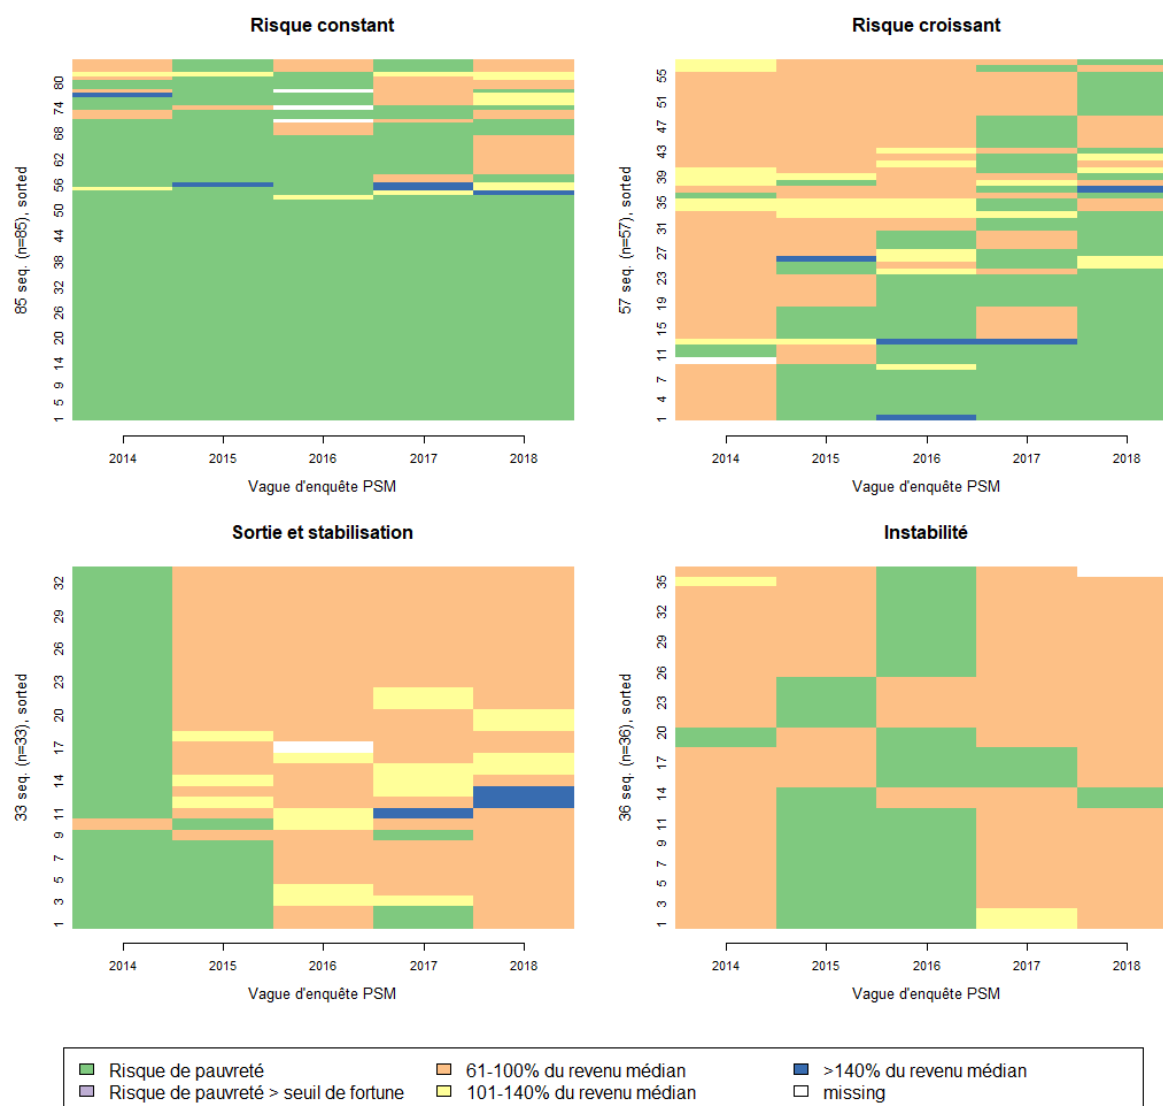 Risque constant
85 seq. (n=85), sorted
1 5 9 14 20 26 32 38 44 50 56 62 68 74 80
2014 2015 2016 2017 2018
Vague d'enquête PSM
Risque croissant
57 seq. (n=57), sorted
1 4 7 11 15 19 23 27 31 35 39 43 47 51 55
2014 2015 2016 2017 2018
Vague d'enquête PSM
Sortie et stabilisation
33 seq. (n=33), sorted
1 3 5 7 9 11 14 17 20 23 26 29 32
2014 2015 2016 2017 2018
Vague d'enquête PSM
Instabilité
36 seq. (n=36), sorted
1 3 5 7 9 11 14 17 20 23 26 29 32 35
2014 2015 2016 2017 2018
Vague d'enquête PSM
Risque de pauvreté 61-100% du revenu médian >140% du revenu médian
Risque de pauvreté > seuil de fortune 101-140% du revenu médian missing